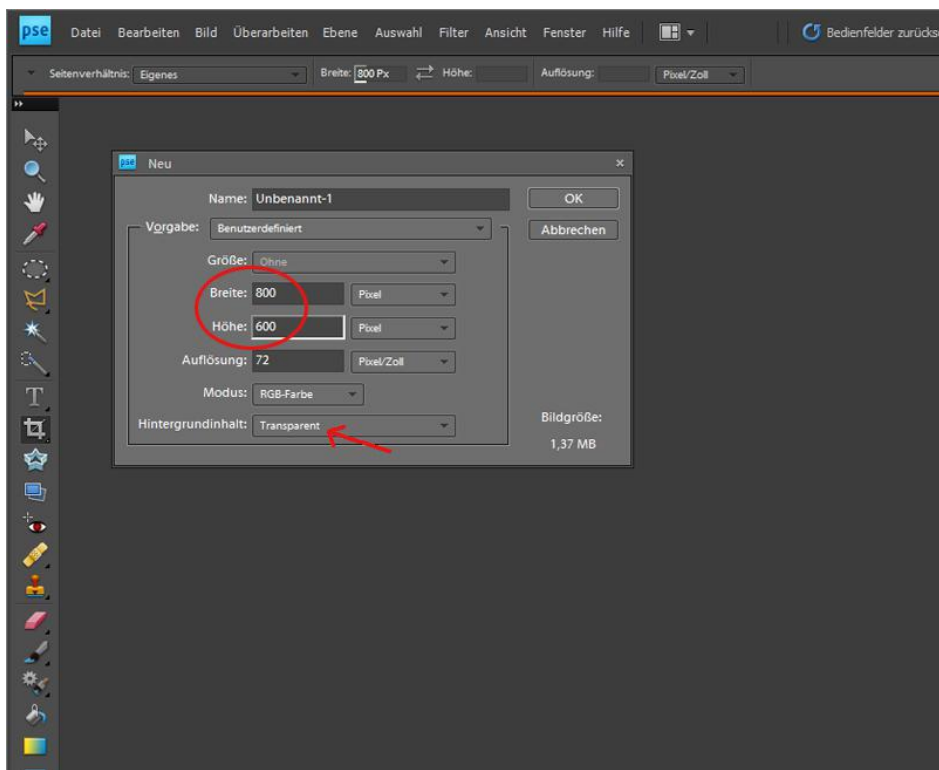 pse Datei Bearbeiten Bild Überarbeiten Ebene Auswahl Filter Ansicht Fenster Hilfe Bedienfelder zurücks
Seitenverhältnis: Eigenes Breite: 800 Px Höhe: Auflösung: Pixel/Zoll
pse Neu
Name: Unbenannt-1 OK
Vorgabe: Benutzerdefiniert Abbrechen
Größe: Ohne
Breite: 800 Pixel
Höhe: 600 Pixel
Auflösung: 72 Pixel/Zoll
Modus: RGB-Farbe
Hintergrundinhalt: Transparent
Bildgröße:
1,37 MB
T